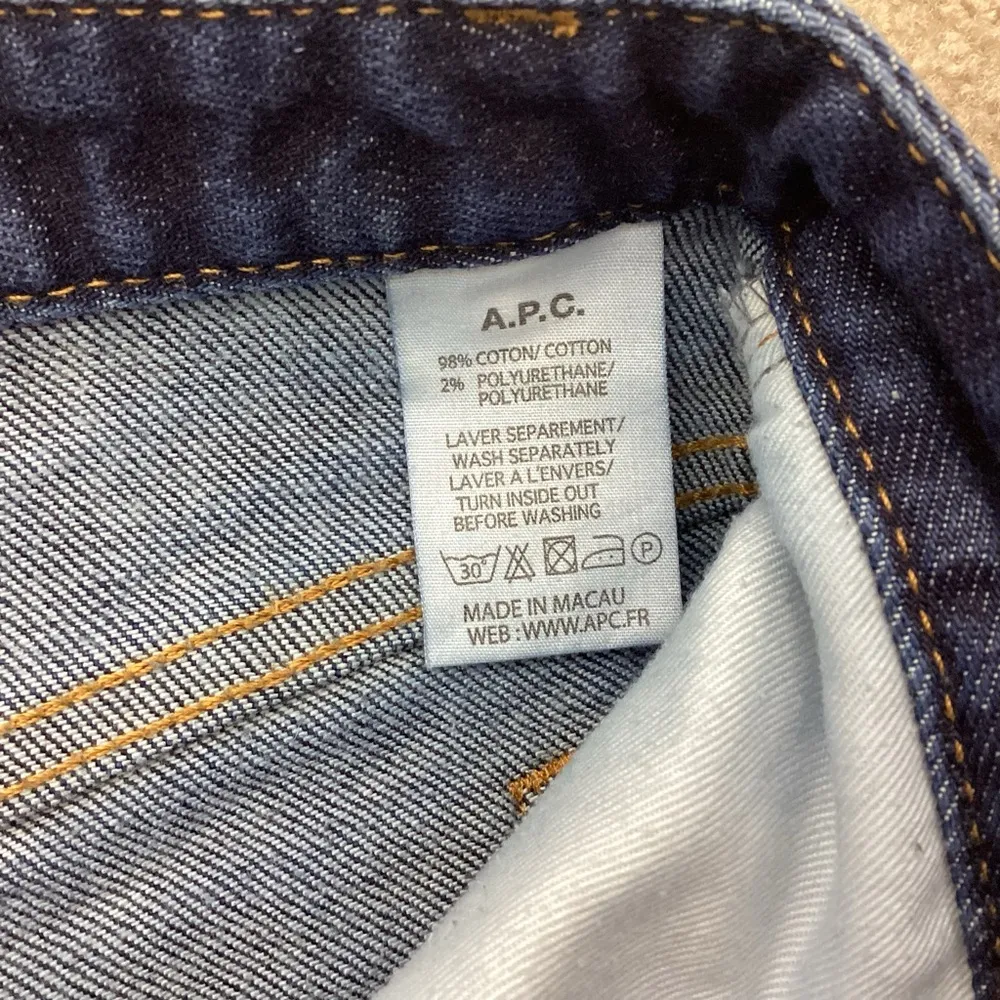 A.P.C.
98% COTON/ COTTON
2% POLYURETHANE/
POLYURETHANE
LAVER SEPAREMENT/
WASH SEPARATELY
LAVER A L'ENVERS/
TURN INSIDE OUT
BEFORE WASHING
30° P
MADE IN MACAU
WEB :WWW.APC.FR